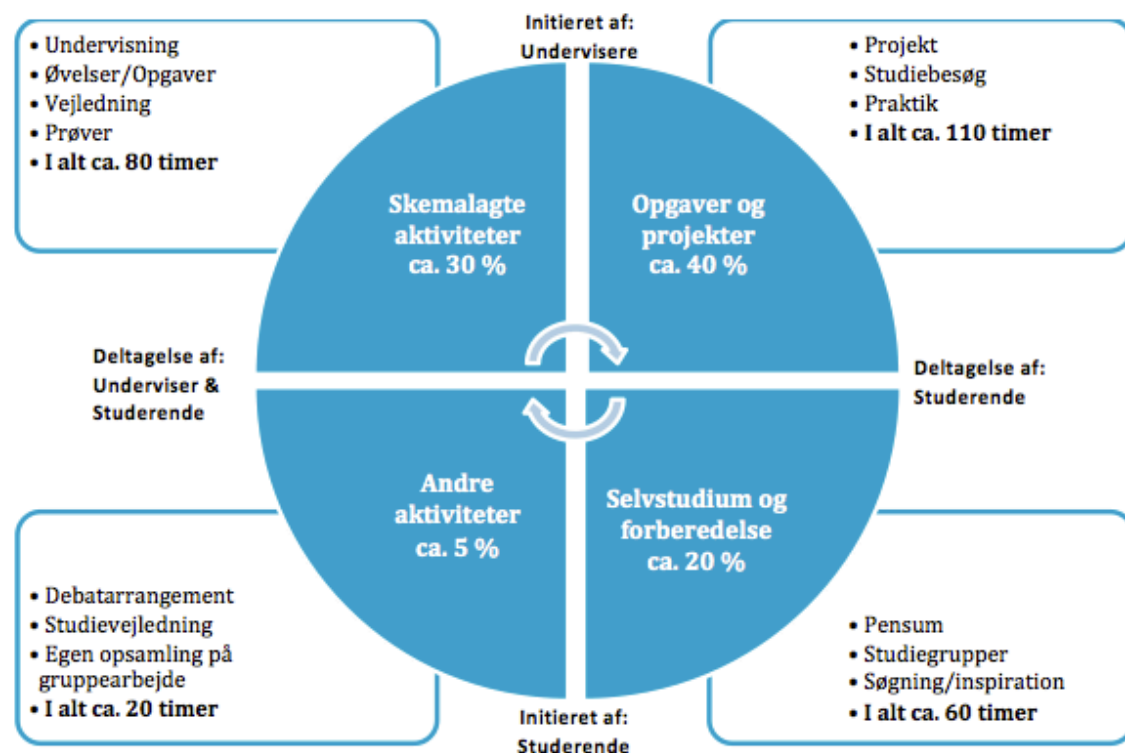 Initieret af:
Undervisere
• Undervisning
• Øvelser/Opgaver
• Vejledning
• Prøver
• I alt ca. 80 timer
• Projekt
• Studiebesøg
• Praktik
• I alt ca. 110 timer
Skemalagte
aktiviteter
ca. 30 %
Opgaver og
projekter
ca. 40 %
Deltagelse af:
Underviser &
Studerende
Deltagelse af:
Studerende
Andre
aktiviteter
ca. 5 %
Selvstudium og
forberedelse
ca. 20 %
• Debatarrangement
• Studievejledning
• Egen opsamling på
gruppearbejde
• I alt ca. 20 timer
• Pensum
• Studiegrupper
• Søgning/inspiration
• I alt ca. 60 timer
Initieret af:
Studerende